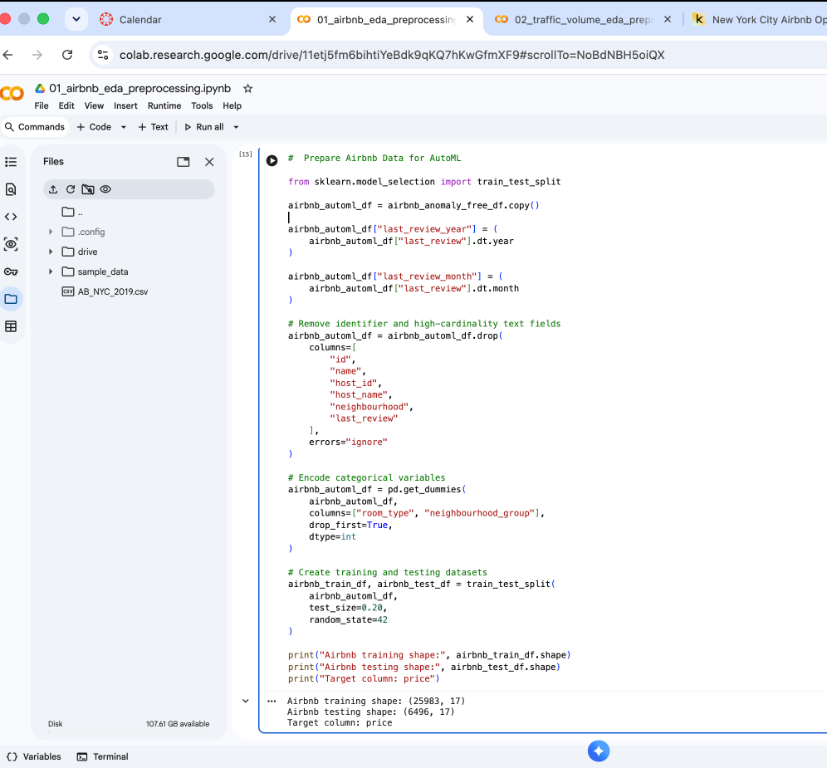 Calendar
01_airbnb_eda_preprocessing
02_traffic_volume_eda_prep
New York City Airbnb Op
colab.research.google.com/drive/11etj5fm6bihtiYeBdk9qKQ7hKwGfmXF9#scrollTo=NoBdNBH5oiQX
01_airbnb_eda_preprocessing.ipynb
File Edit View Insert Runtime Tools Help
Commands + Code + Text Run all
Files
..
.config
drive
sample_data
AB_NYC_2019.csv
Disk 107.61 GB available
[15]
# Prepare Airbnb Data for AutoML
from sklearn.model_selection import train_test_split
airbnb_automl_df = airbnb_anomaly_free_df.copy()
airbnb_automl_df["last_review_year"] = (
    airbnb_automl_df["last_review"].dt.year
)
airbnb_automl_df["last_review_month"] = (
    airbnb_automl_df["last_review"].dt.month
)
# Remove identifier and high-cardinality text fields
airbnb_automl_df = airbnb_automl_df.drop(
    columns=[
        "id",
        "name",
        "host_id",
        "host_name",
        "neighbourhood",
        "last_review"
    ],
    errors="ignore"
)
# Encode categorical variables
airbnb_automl_df = pd.get_dummies(
    airbnb_automl_df,
    columns=["room_type", "neighbourhood_group"],
    drop_first=True,
    dtype=int
)
# Create training and testing datasets
airbnb_train_df, airbnb_test_df = train_test_split(
    airbnb_automl_df,
    test_size=0.20,
    random_state=42
)
print("Airbnb training shape:", airbnb_train_df.shape)
print("Airbnb testing shape:", airbnb_test_df.shape)
print("Target column: price")
Airbnb training shape: (25983, 17)
Airbnb testing shape: (6496, 17)
Target column: price
Variables Terminal